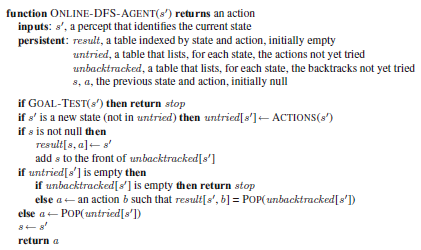 function ONLINE-DFS-AGENT(s′) returns an action
inputs: s′, a percept that identifies the current state
persistent: result, a table indexed by state and action, initially empty
untried, a table that lists, for each state, the actions not yet tried
unbacktracked, a table that lists, for each state, the backtracks not yet tried
s, a, the previous state and action, initially null
if GOAL-TEST(s′) then return stop
if s′ is a new state (not in untried) then untried[s′] ← ACTIONS(s′)
if s is not null then
result[s, a] ← s′
add s to the front of unbacktracked[s′]
if untried[s′] is empty then
if unbacktracked[s′] is empty then return stop
else a ← an action b such that result[s′, b] = POP(unbacktracked[s′])
else a ← POP(untried[s′])
s ← s′
return a